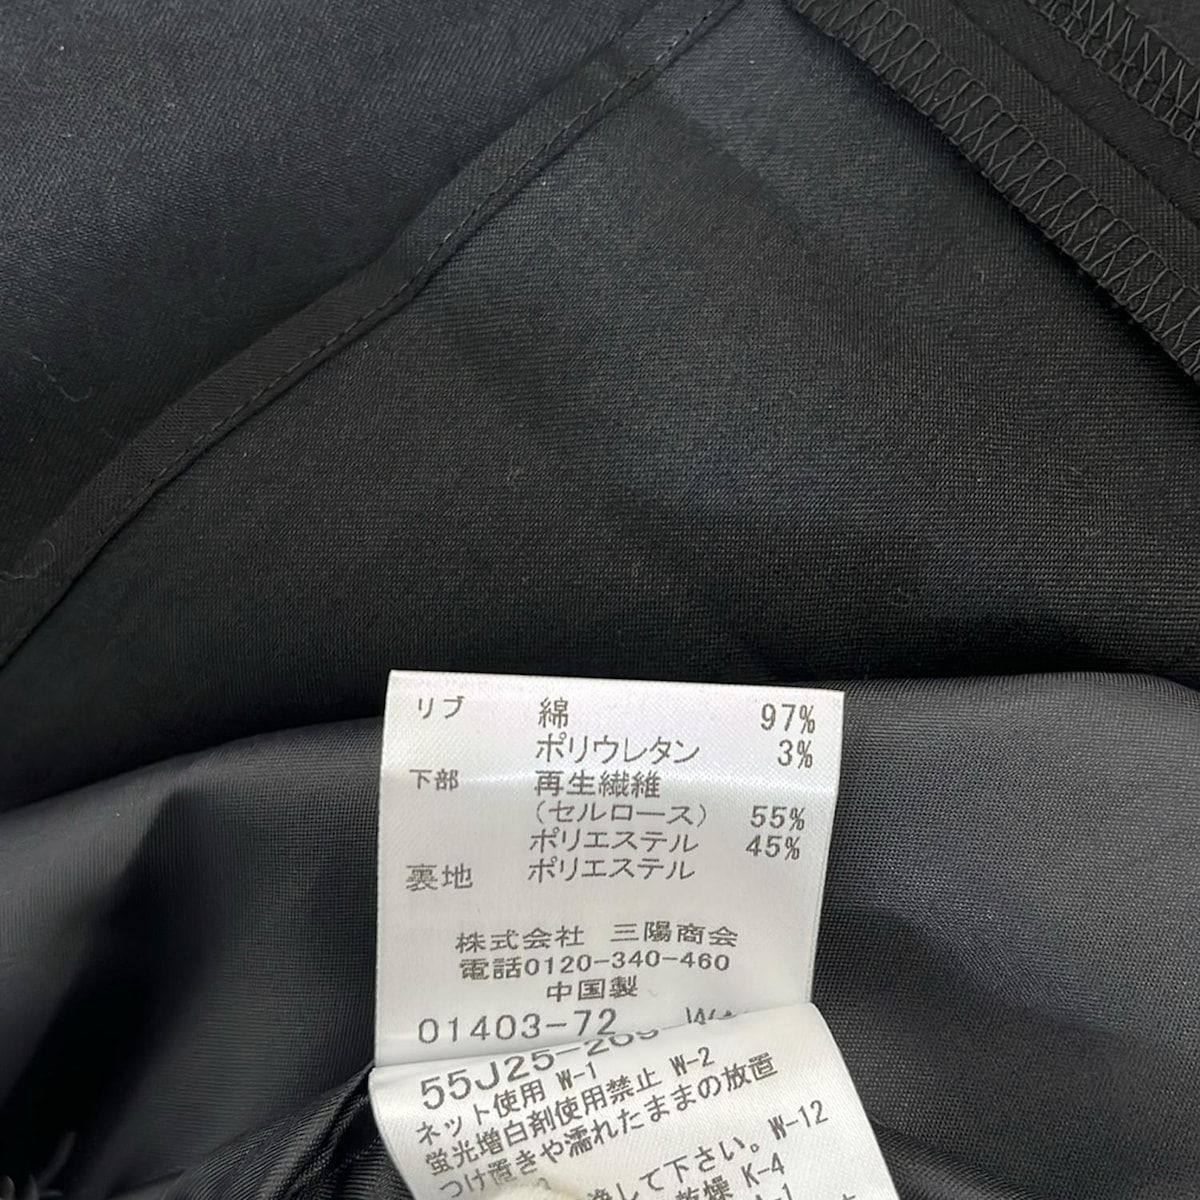 リブ 綿 97%
ポリウレタン 3%
下部 再生繊維
(セルロース) 55%
ポリエステル 45%
裏地 ポリエステル
株式会社 三陽商会
電話0120-340-460
中国製
01403-72
55J25-209
ネット使用 W-1
蛍光増白剤使用禁止 W-2
つけ置きや濡れたままの放置
して下さい。W-12
乾燥 K-4